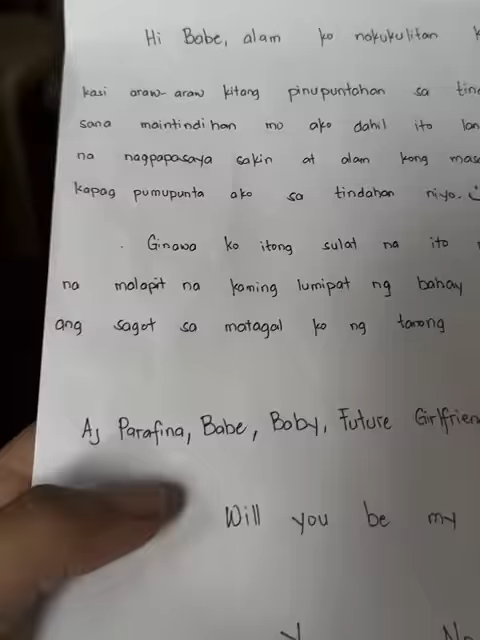 Hi Babe, alam ko nakukulitan
kasi araw-araw kitang pinupuntahan sa
sana maintindihan mo ako dahil ito
na nagpapasaya sakin at alam kong
kapag pumupunta ako sa tindahan niyo.
Ginawa ko itong sulat na ito
na malapit na kaming lumipat ng bahay
ang sagot sa matagal ko ng tanong
Aj Parafina, Babe, Baby, Future
Will you be my